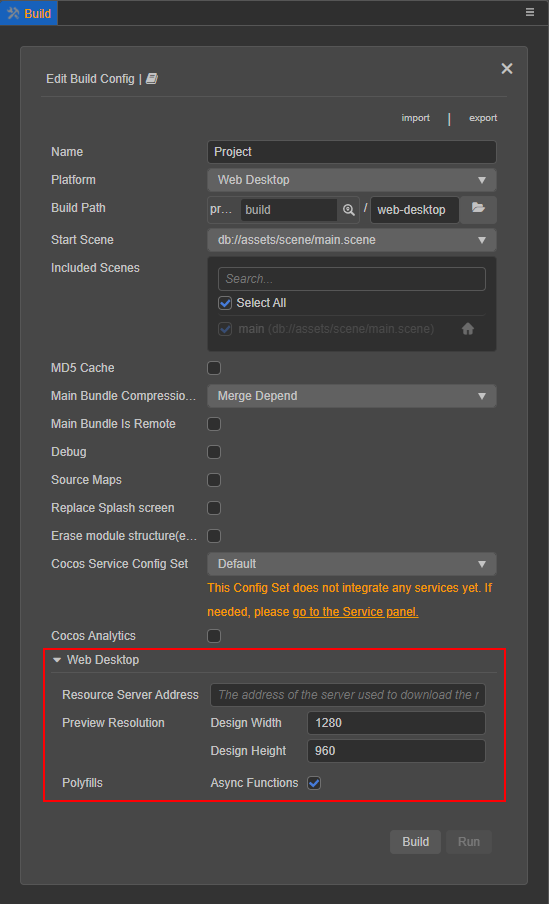 Build
Edit Build Config |
import | export
Name Project
Platform Web Desktop
Build Path pr... build / web-desktop
Start Scene db://assets/scene/main.scene
Included Scenes
Search...
Select All
main (db://assets/scene/main.scene)
MD5 Cache
Main Bundle Compressio... Merge Depend
Main Bundle Is Remote
Debug
Source Maps
Replace Splash screen
Erase module structure(e...
Cocos Service Config Set Default
This Config Set does not integrate any services yet. If
needed, please go to the Service panel.
Cocos Analytics
Web Desktop
Resource Server Address The address of the server used to download the r
Preview Resolution Design Width 1280
Design Height 960
Polyfills Async Functions
Build Run